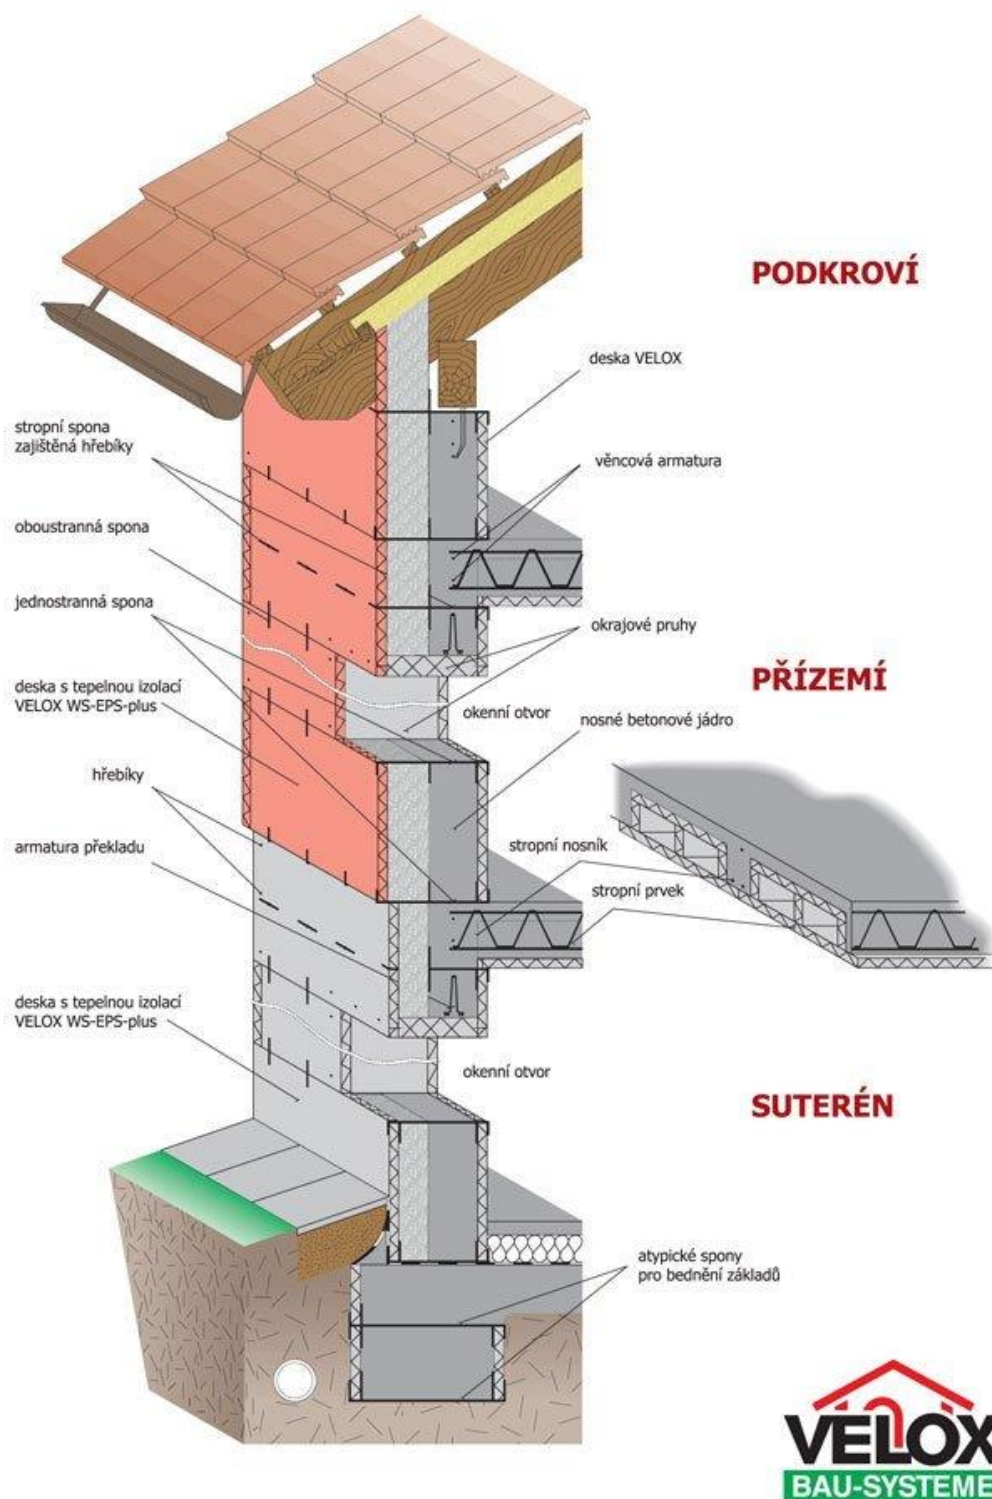 PODKROVÍ
deska VELOX
stropní spona
zajištěná hřebíky
věncová armatura
oboustranná spona
jednostranná spona
okrajové pruhy
PŘÍZEMÍ
deska s tepelnou izolací
VELOX WS-EPS-plus
okenní otvor
nosné betonové jádro
hřebíky
armatura překladu
stropní nosník
stropní prvek
deska s tepelnou izolací
VELOX WS-EPS-plus
okenní otvor
SUTERÉN
atypické spony
pro bednění základů
VELOX
BAU-SYSTEME